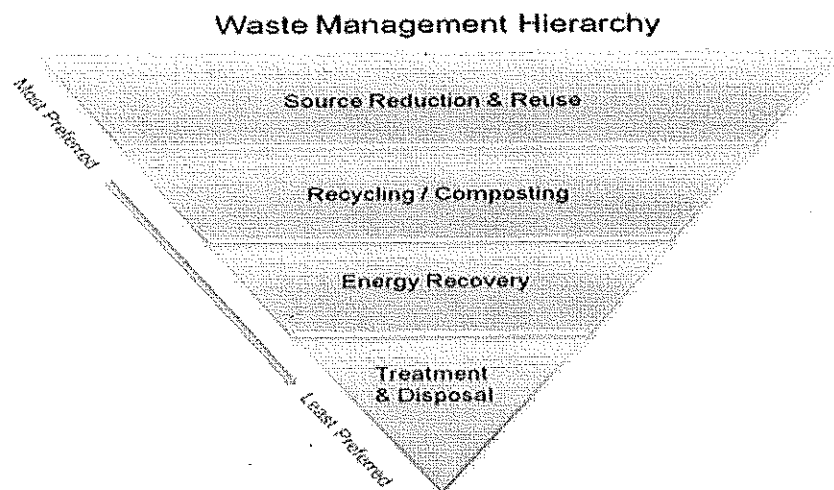 Waste Management Hierarchy
Source Reduction & Reuse
Most Preferred
Recycling / Composting
Energy Recovery
Treatment
& Disposal
Least Preferred